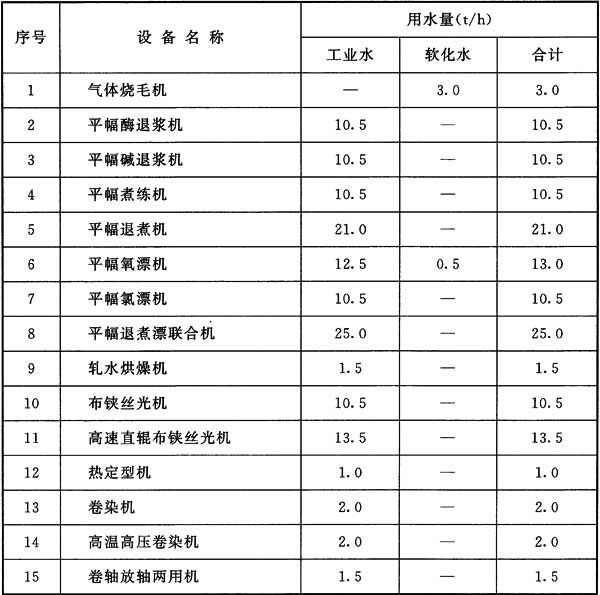 序号 设备名称 用水量(t/h)
工业水 软化水 合计
1 气体烧毛机 — 3.0 3.0
2 平幅酶退浆机 10.5 — 10.5
3 平幅碱退浆机 10.5 — 10.5
4 平幅煮练机 10.5 — 10.5
5 平幅退煮机 21.0 — 21.0
6 平幅氧漂机 12.5 0.5 13.0
7 平幅氯漂机 10.5 — 10.5
8 平幅退煮漂联合机 25.0 — 25.0
9 轧水烘燥机 1.5 — 1.5
10 布铗丝光机 10.5 — 10.5
11 高速直辊布铗丝光机 13.5 — 13.5
12 热定型机 1.0 — 1.0
13 卷染机 2.0 — 2.0
14 高温高压卷染机 2.0 — 2.0
15 卷轴放轴两用机 1.5 — 1.5